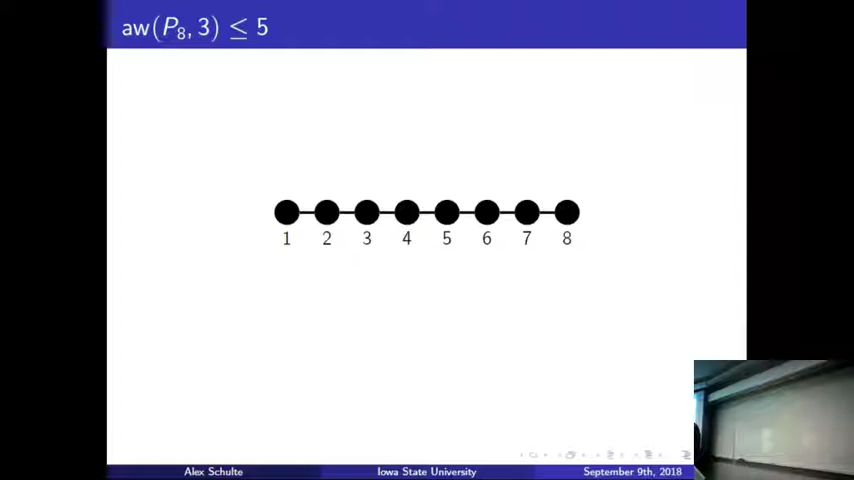 aw(P₈, 3) ≤ 5
1 2 3 4 5 6 7 8
Alex Schulte Iowa State University September 9th, 2018